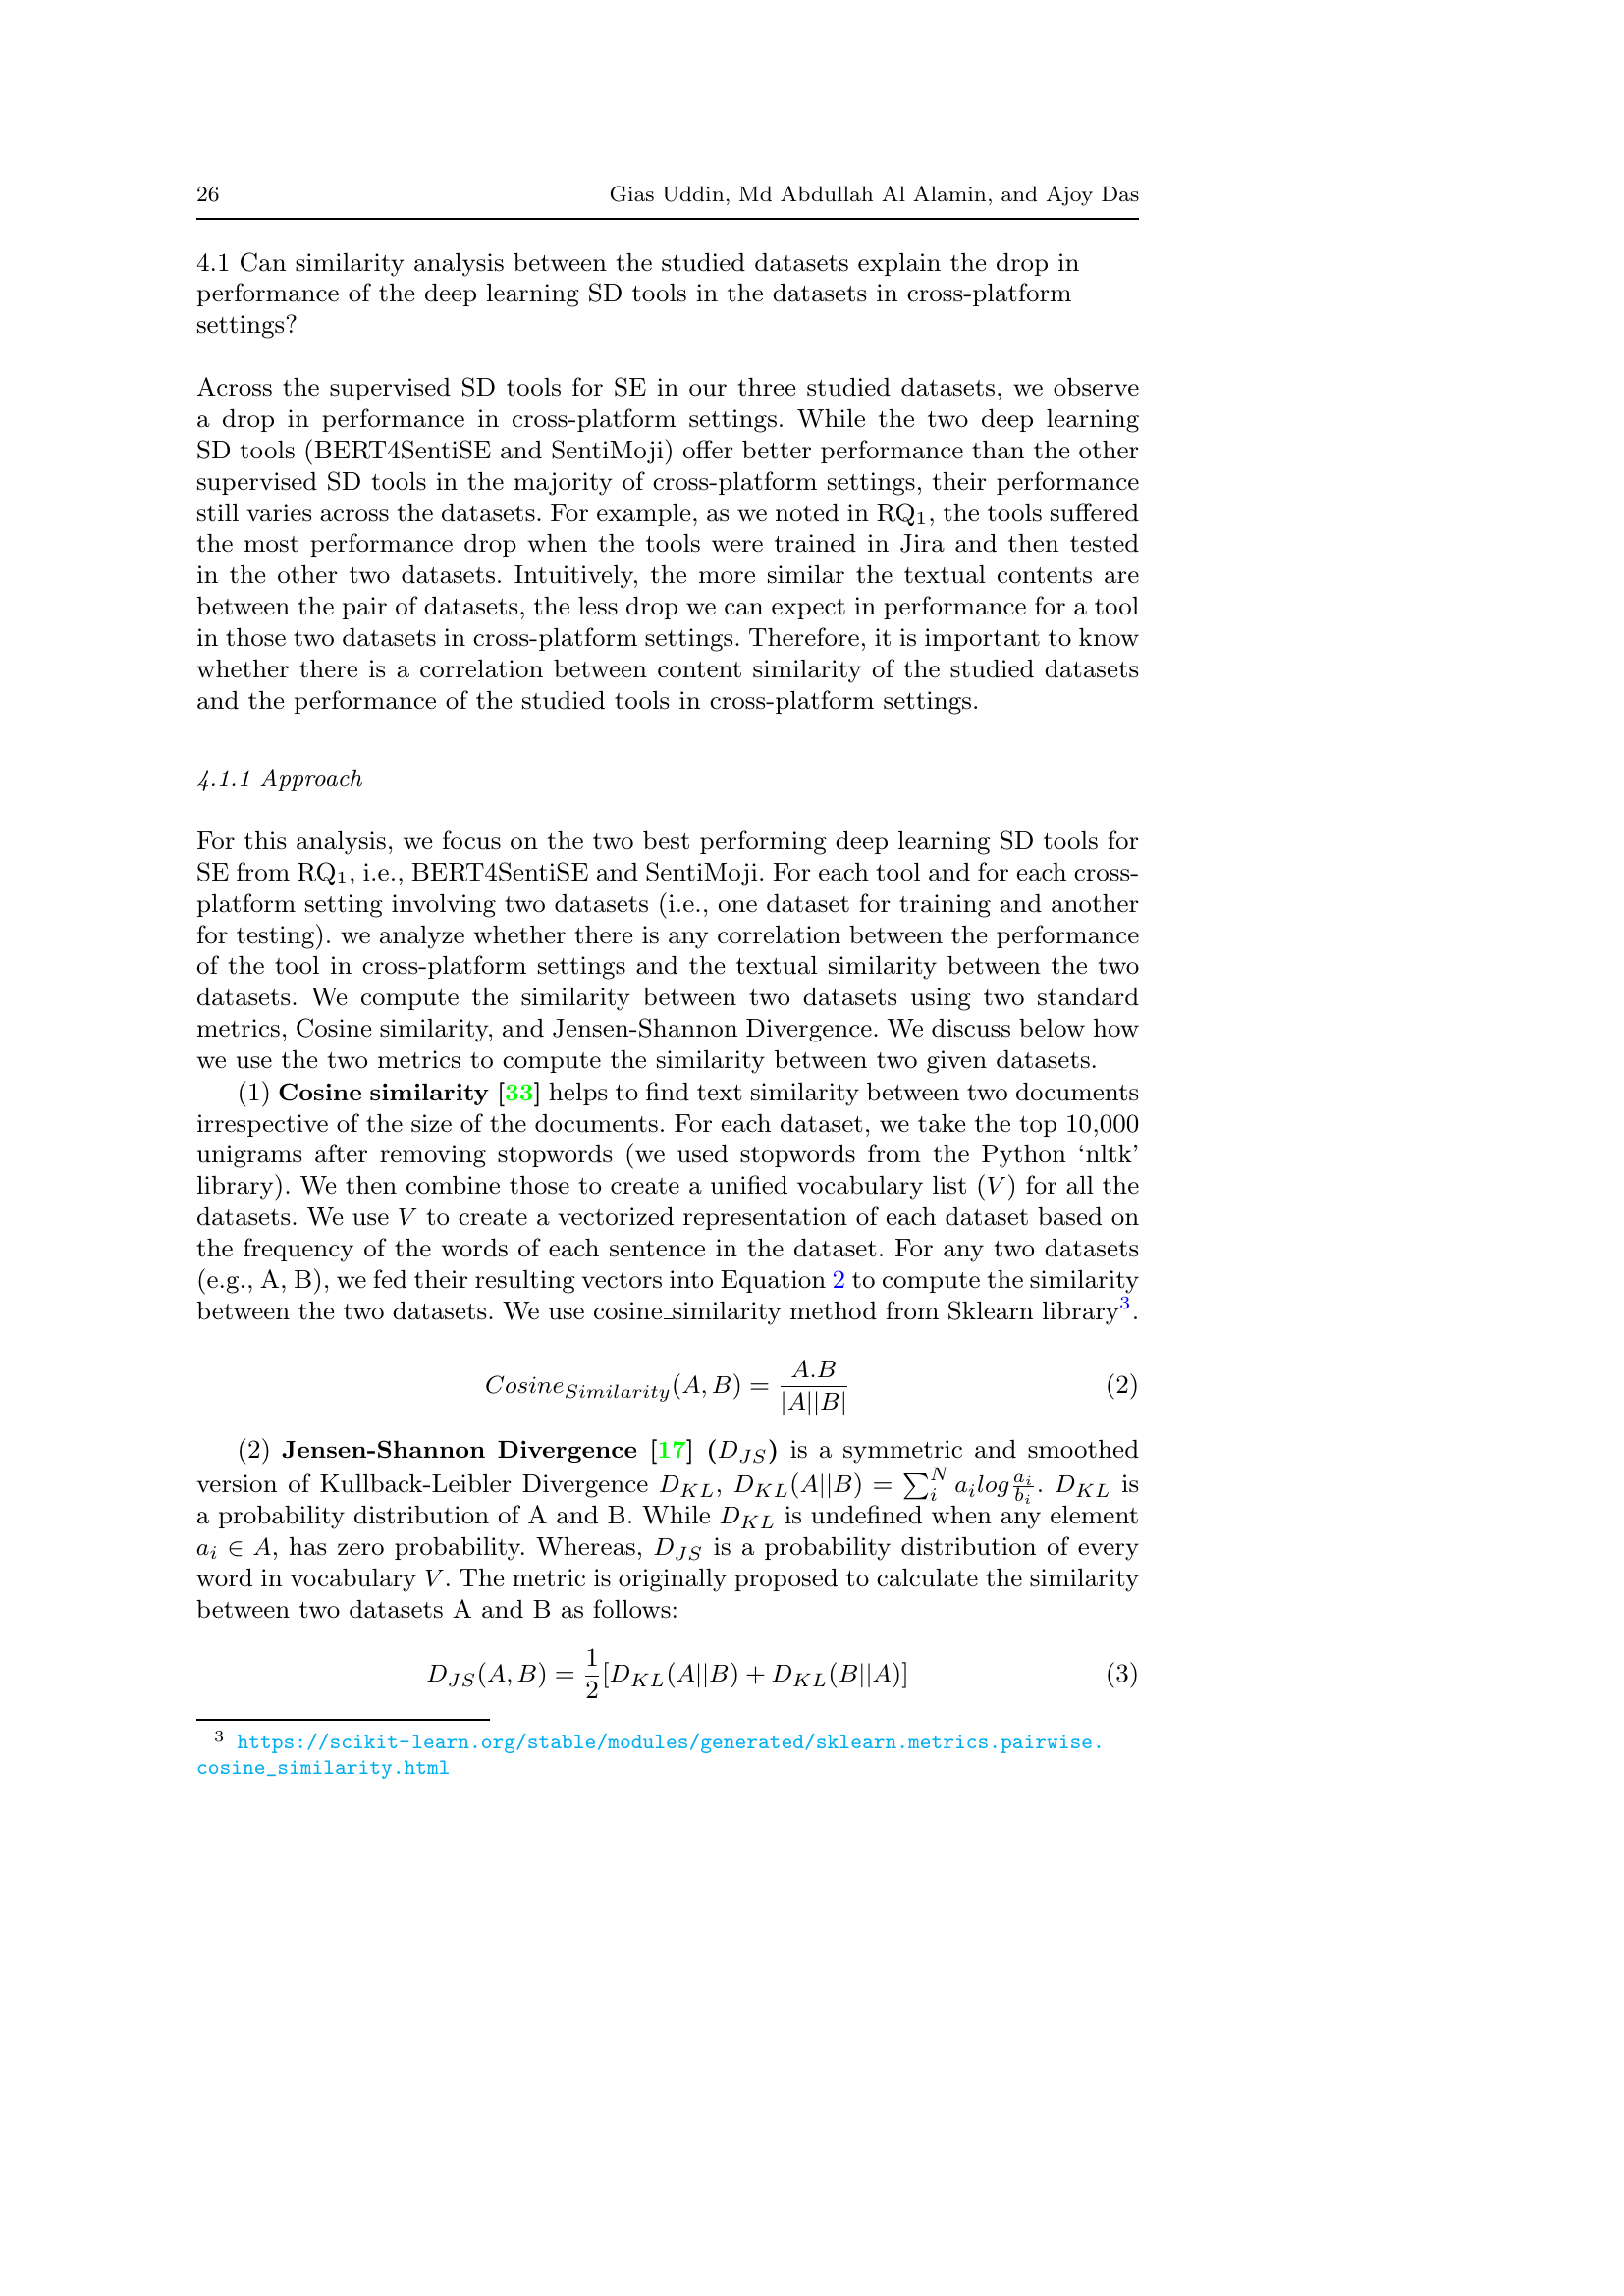 26 Gias Uddin, Md Abdullah Al Alamin, and Ajoy Das
4.1 Can similarity analysis between the studied datasets explain the drop in
performance of the deep learning SD tools in the datasets in cross-platform
settings?
Across the supervised SD tools for SE in our three studied datasets, we observe
a drop in performance in cross-platform settings. While the two deep learning
SD tools (BERT4SentiSE and SentiMoji) offer better performance than the other
supervised SD tools in the majority of cross-platform settings, their performance
still varies across the datasets. For example, as we noted in RQ₁, the tools suffered
the most performance drop when the tools were trained in Jira and then tested
in the other two datasets. Intuitively, the more similar the textual contents are
between the pair of datasets, the less drop we can expect in performance for a tool
in those two datasets in cross-platform settings. Therefore, it is important to know
whether there is a correlation between content similarity of the studied datasets
and the performance of the studied tools in cross-platform settings.
4.1.1 Approach
For this analysis, we focus on the two best performing deep learning SD tools for
SE from RQ₁, i.e., BERT4SentiSE and SentiMoji. For each tool and for each cross-
platform setting involving two datasets (i.e., one dataset for training and another
for testing). we analyze whether there is any correlation between the performance
of the tool in cross-platform settings and the textual similarity between the two
datasets. We compute the similarity between two datasets using two standard
metrics, Cosine similarity, and Jensen-Shannon Divergence. We discuss below how
we use the two metrics to compute the similarity between two given datasets.
(1) Cosine similarity [33] helps to find text similarity between two documents
irrespective of the size of the documents. For each dataset, we take the top 10,000
unigrams after removing stopwords (we used stopwords from the Python ‘nltk’
library). We then combine those to create a unified vocabulary list (V) for all the
datasets. We use V to create a vectorized representation of each dataset based on
the frequency of the words of each sentence in the dataset. For any two datasets
(e.g., A, B), we fed their resulting vectors into Equation 2 to compute the similarity
between the two datasets. We use cosine_similarity method from Sklearn library³.
$Cosine_{Similarity}(A, B) = \frac{A.B}{|A||B|}$ (2)
(2) Jensen-Shannon Divergence [17] ($D_{JS}$) is a symmetric and smoothed
version of Kullback-Leibler Divergence $D_{KL}$, $D_{KL}(A||B) = \sum_i^N a_i log \frac{a_i}{b_i}$. $D_{KL}$ is
a probability distribution of A and B. While $D_{KL}$ is undefined when any element
$a_i \in A$, has zero probability. Whereas, $D_{JS}$ is a probability distribution of every
word in vocabulary V. The metric is originally proposed to calculate the similarity
between two datasets A and B as follows:
$D_{JS}(A, B) = \frac{1}{2}[D_{KL}(A||B) + D_{KL}(B||A)]$ (3)
³ https://scikit-learn.org/stable/modules/generated/sklearn.metrics.pairwise.
cosine_similarity.html